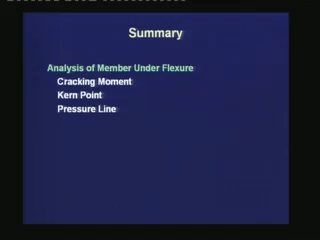 Summary
Analysis of Member Under Flexure
Cracking Moment
Kern Point
Pressure Line